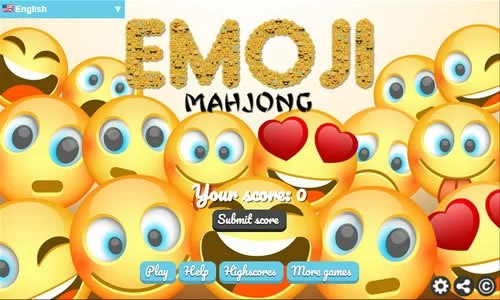 English
EMOJI
MAHJONG
Your score: 0
Submit score
Play Help Highscores More games